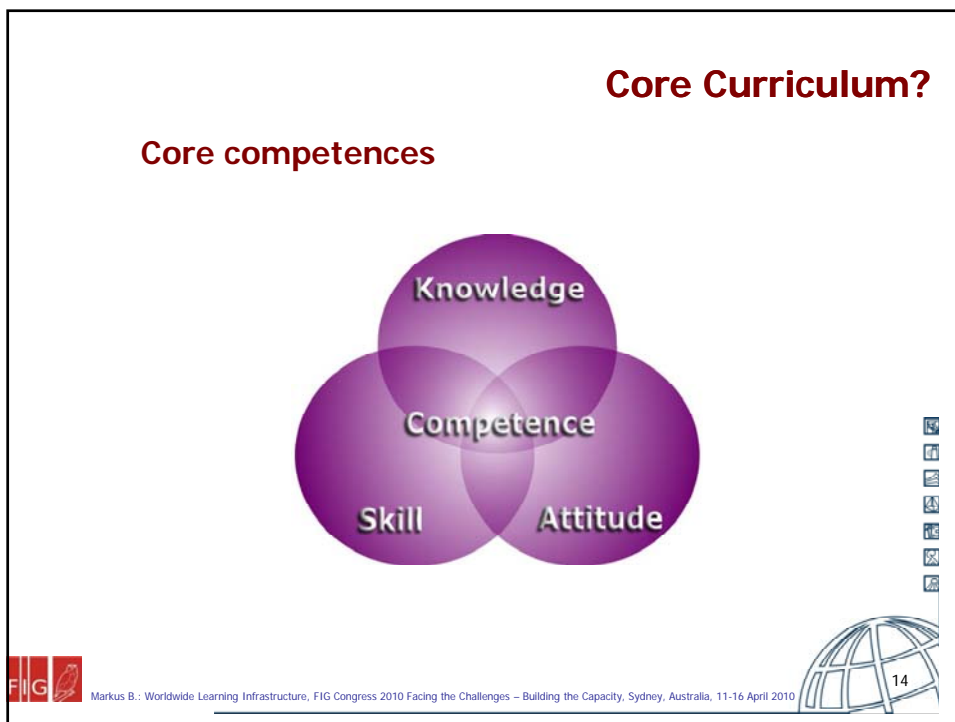 Core Curriculum?
Core competences
Knowledge
Competence
Skill
Attitude
FIG
Markus B.: Worldwide Learning Infrastructure, FIG Congress 2010 Facing the Challenges – Building the Capacity, Sydney, Australia, 11-16 April 2010
14